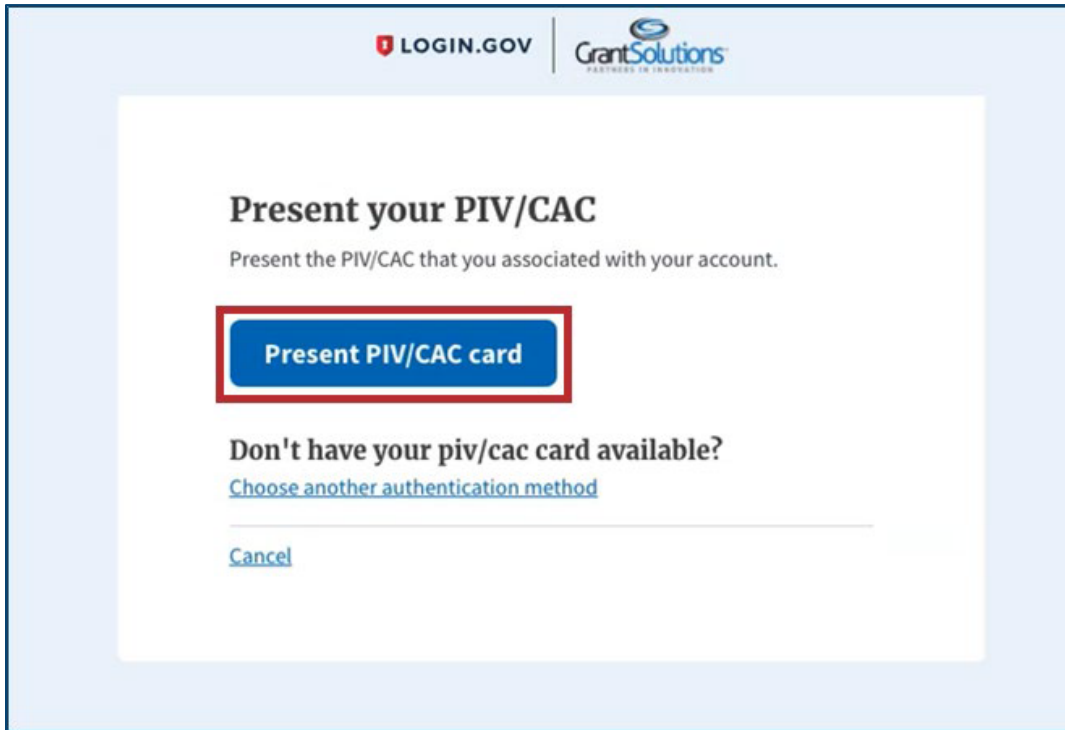 LOGIN.GOV
GrantSolutions
PARTNERS IN INNOVATION
Present your PIV/CAC
Present the PIV/CAC that you associated with your account.
Present PIV/CAC card
Don't have your piv/cac card available?
Choose another authentication method
Cancel